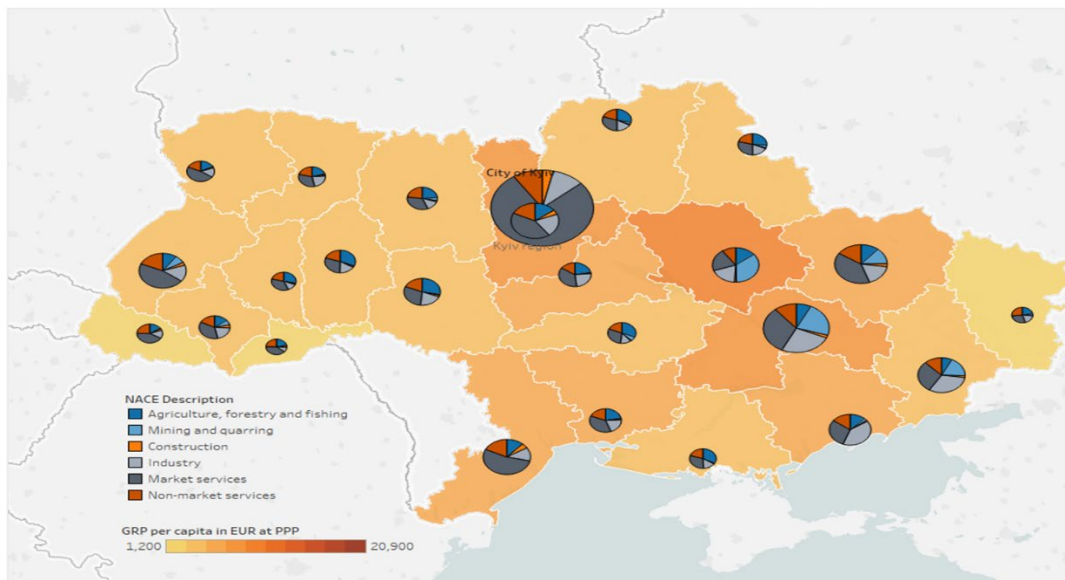 City of Kyiv
Kyiv region
NACE Description
Agriculture, forestry and fishing
Mining and quarring
Construction
Industry
Market services
Non-market services
GRP per capita in EUR at PPP
1,200 20,900